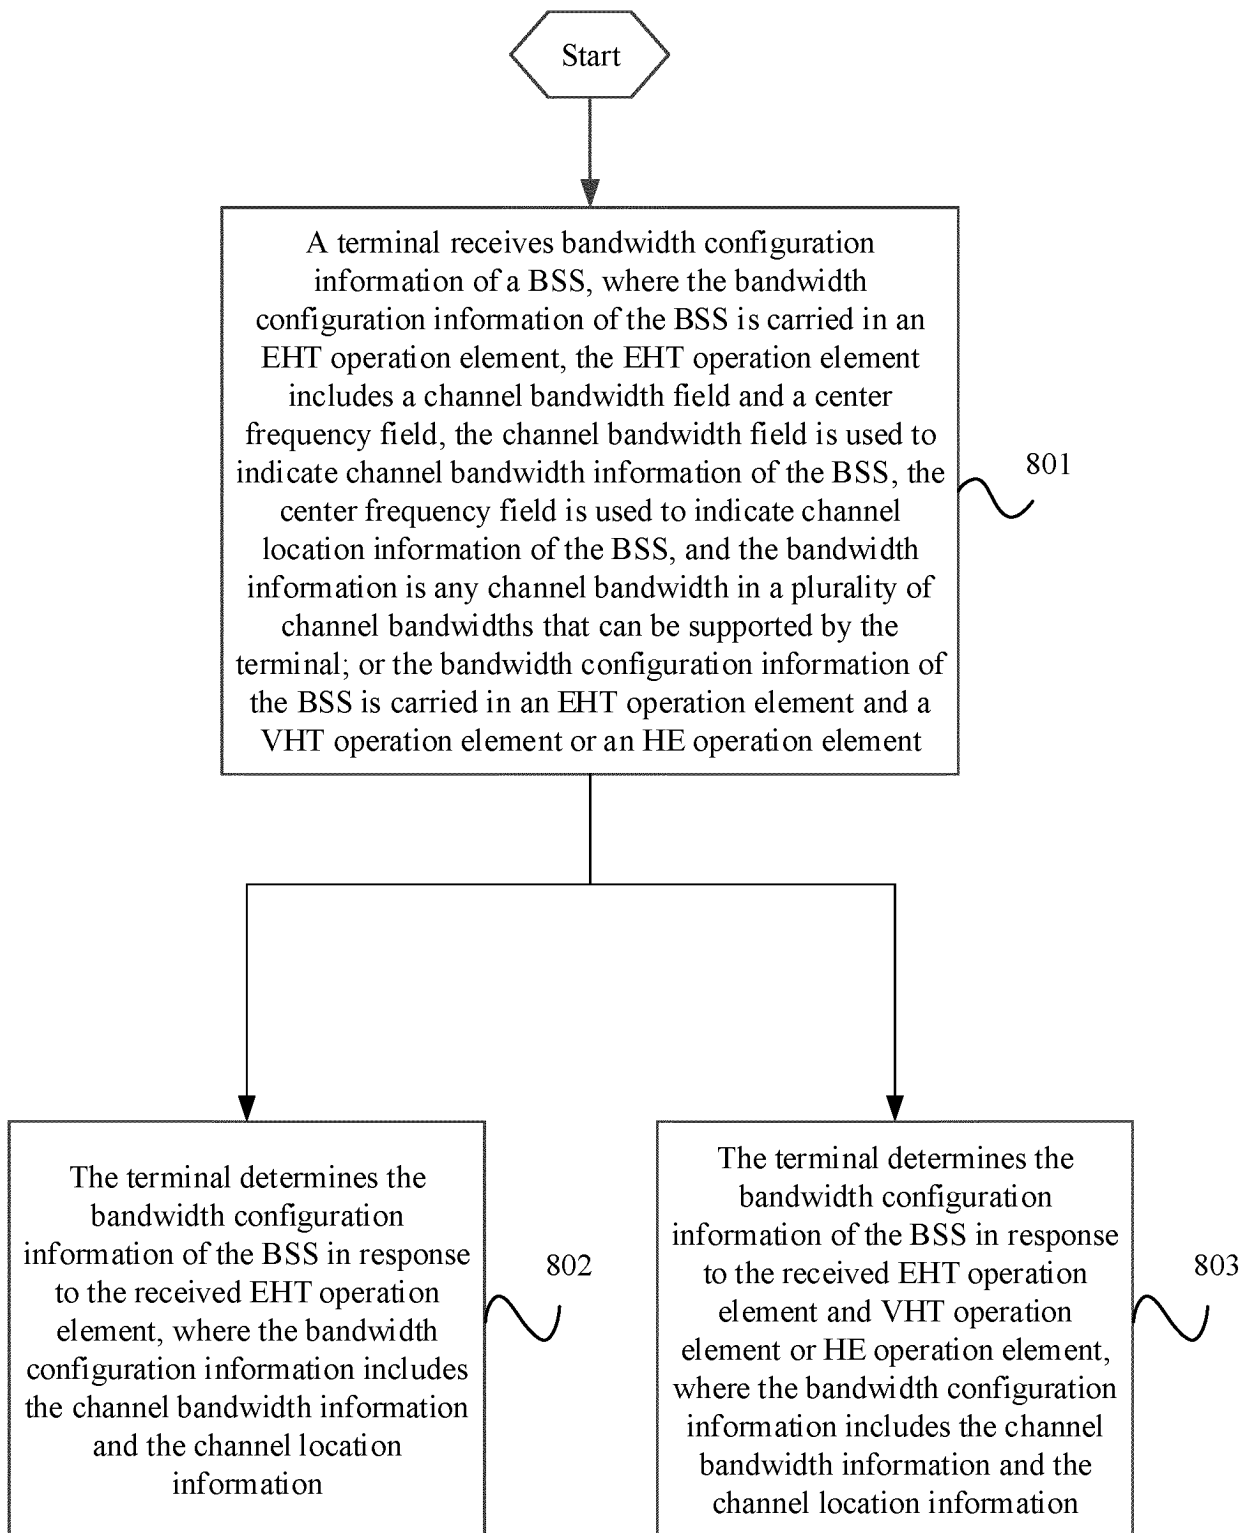 Start
A terminal receives bandwidth configuration
information of a BSS, where the bandwidth
configuration information of the BSS is carried in an
EHT operation element, the EHT operation element
includes a channel bandwidth field and a center
frequency field, the channel bandwidth field is used to
indicate channel bandwidth information of the BSS, the
center frequency field is used to indicate channel
location information of the BSS, and the bandwidth
information is any channel bandwidth in a plurality of
channel bandwidths that can be supported by the
terminal; or the bandwidth configuration information of
the BSS is carried in an EHT operation element and a
VHT operation element or an HE operation element
801
The terminal determines the
bandwidth configuration
information of the BSS in response
to the received EHT operation
element, where the bandwidth
configuration information includes
the channel bandwidth information
and the channel location
information
802
The terminal determines the
bandwidth configuration
information of the BSS in response
to the received EHT operation
element and VHT operation
element or HE operation element,
where the bandwidth configuration
information includes the channel
bandwidth information and the
channel location information
803